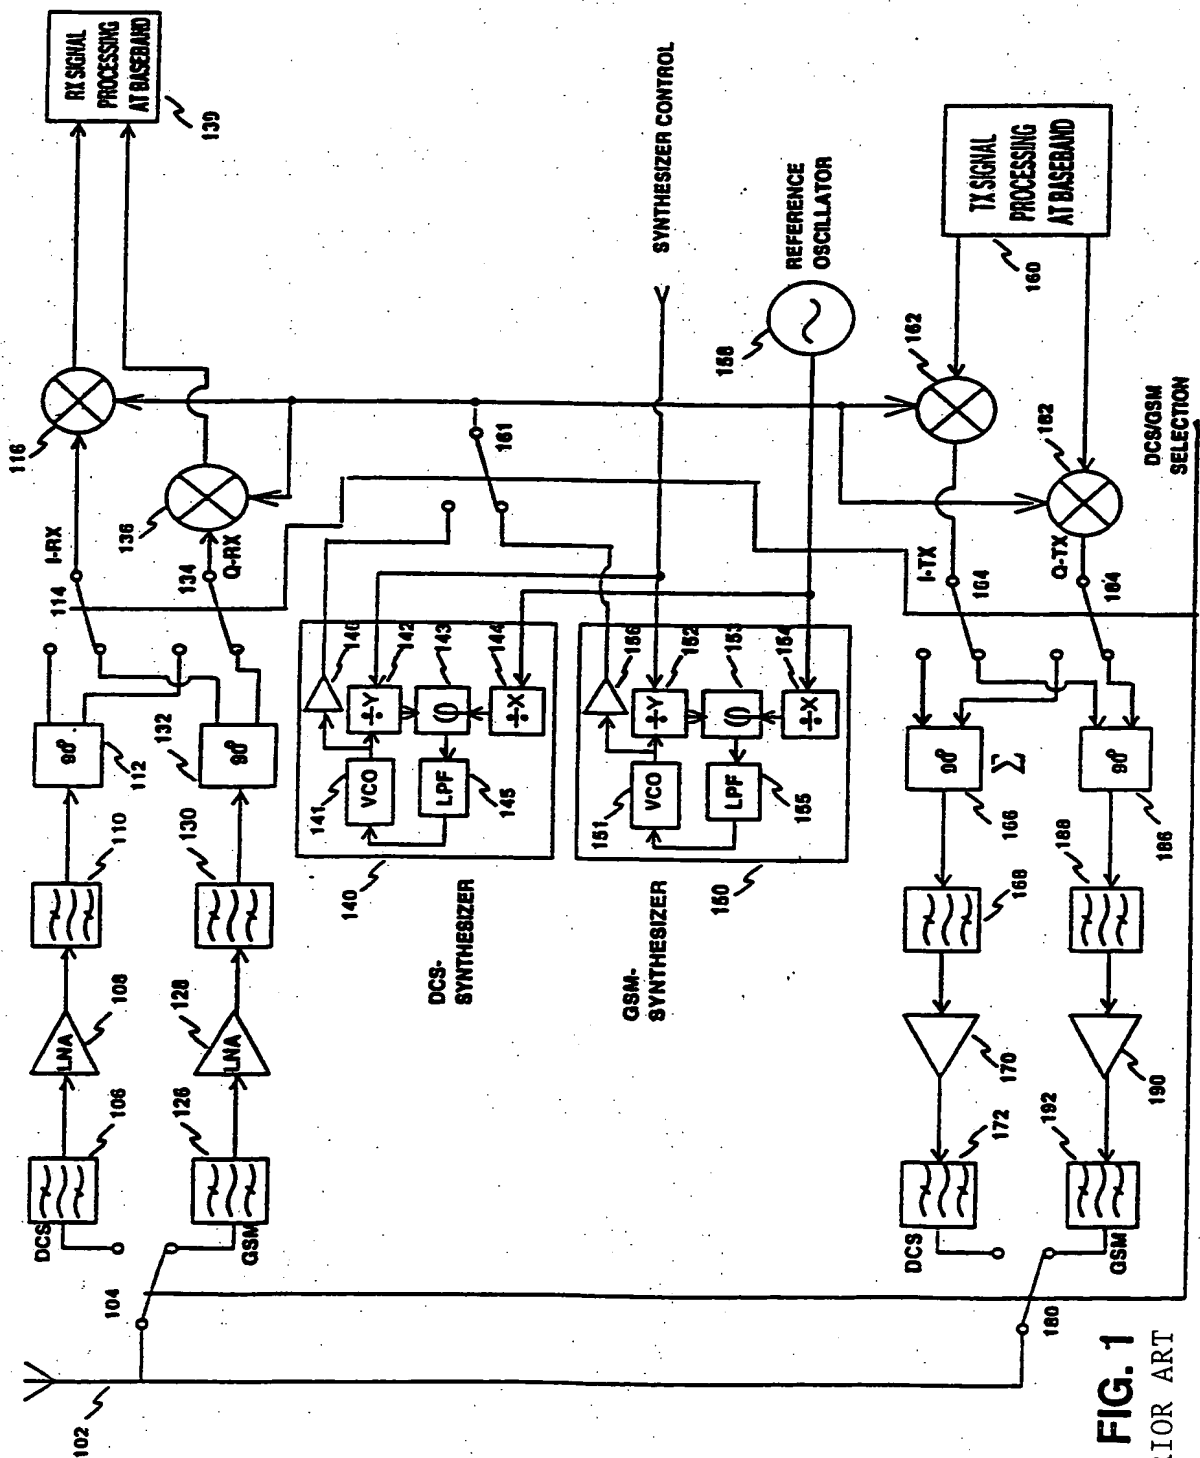 102
104
DCS
106
LNA
108
110
90°
112
114
I-RX
116
RX SIGNAL
PROCESSING
AT BASEBAND
139
GSM
126
LNA
128
130
132
90°
134
Q-RX
136
140
DCS-
SYNTHESIZER
141
VCO
146
÷Y
142
143
144
÷X
LPF
145
161
150
GSM-
SYNTHESIZER
151
VCO
156
÷Y
152
153
154
÷X
LPF
155
SYNTHESIZER CONTROL
158
REFERENCE
OSCILLATOR
DCS
172
170
168
90°
166
Σ
164
I-TX
162
160
TX SIGNAL
PROCESSING
AT BASEBAND
180
GSM
192
190
188
90°
186
184
Q-TX
182
DCS/GSM
SELECTION
FIG. 1
IOR ART